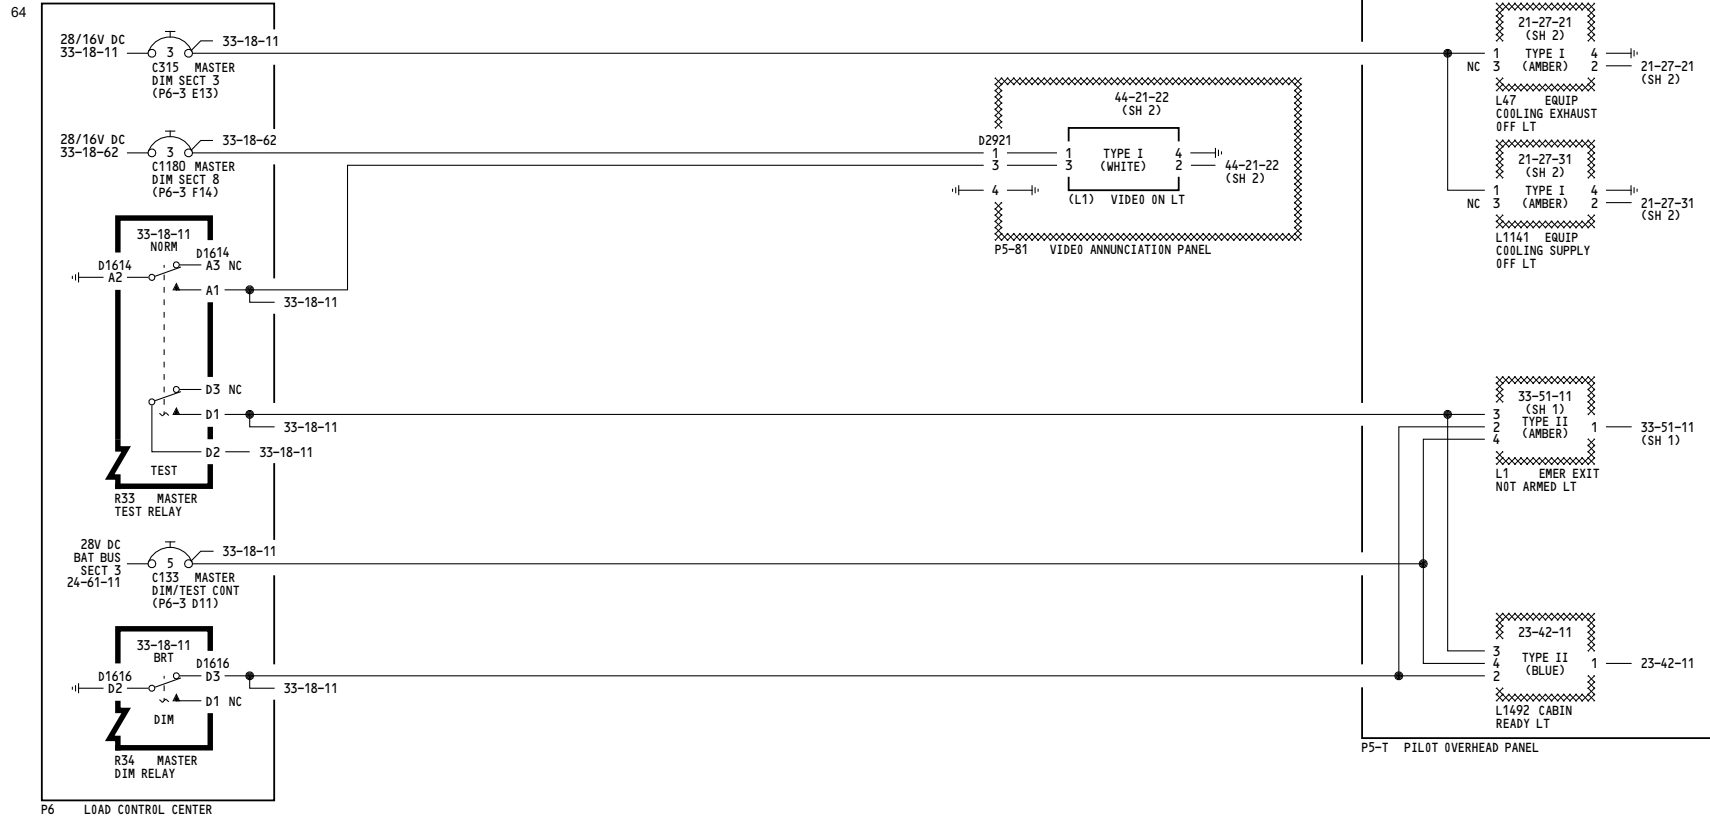 64
28/16V DC
33-18-11
3
33-18-11
C315 MASTER
DIM SECT 3
(P6-3 E13)
28/16V DC
33-18-62
3
33-18-62
C1180 MASTER
DIM SECT 8
(P6-3 F14)
33-18-11
NORM
D1614
A2
D1614
A3 NC
A1
33-18-11
D3 NC
D1
33-18-11
D2
33-18-11
TEST
R33 MASTER
TEST RELAY
28V DC
BAT BUS
SECT 3
24-61-11
5
33-18-11
C133 MASTER
DIM/TEST CONT
(P6-3 D11)
33-18-11
BRT
D1616
D2
D1616
D3
33-18-11
D1 NC
DIM
R34 MASTER
DIM RELAY
P6 LOAD CONTROL CENTER
44-21-22
(SH 2)
D2921
1
3
4
1
3
TYPE I
(WHITE)
4
2
44-21-22
(SH 2)
(L1) VIDEO ON LT
P5-81 VIDEO ANNUNCIATION PANEL
21-27-21
(SH 2)
1
NC 3
TYPE I
(AMBER)
4
2
21-27-21
(SH 2)
L47 EQUIP
COOLING EXHAUST
OFF LT
21-27-31
(SH 2)
1
NC 3
TYPE I
(AMBER)
4
2
21-27-31
(SH 2)
L1141 EQUIP
COOLING SUPPLY
OFF LT
33-51-11
(SH 1)
3
2
4
TYPE II
(AMBER)
1
33-51-11
(SH 1)
L1 EMER EXIT
NOT ARMED LT
23-42-11
3
4
2
TYPE II
(BLUE)
1
23-42-11
L1492 CABIN
READY LT
P5-T PILOT OVERHEAD PANEL